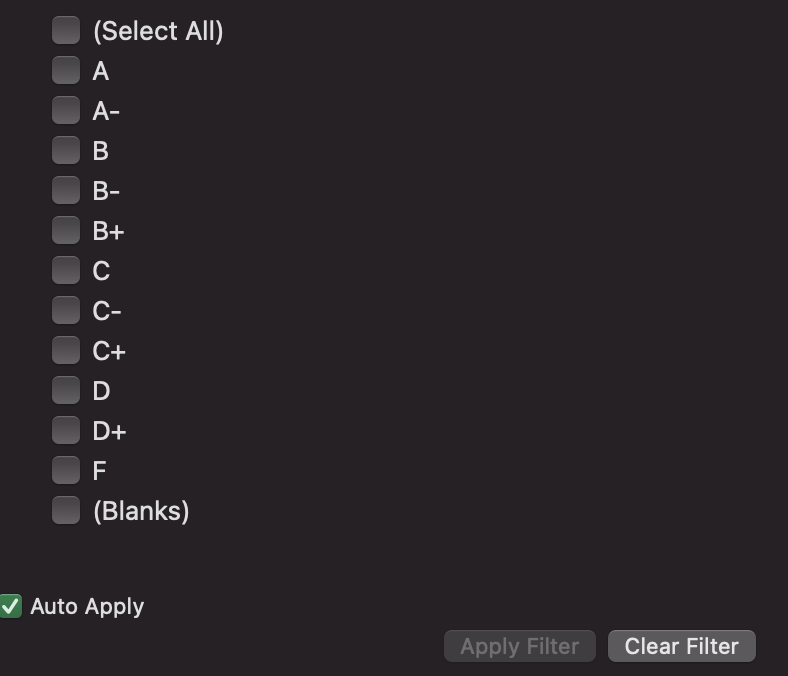 (Select All)
A
A-
B
B-
B+
C
C-
C+
D
D+
F
(Blanks)
Auto Apply
Apply Filter Clear Filter